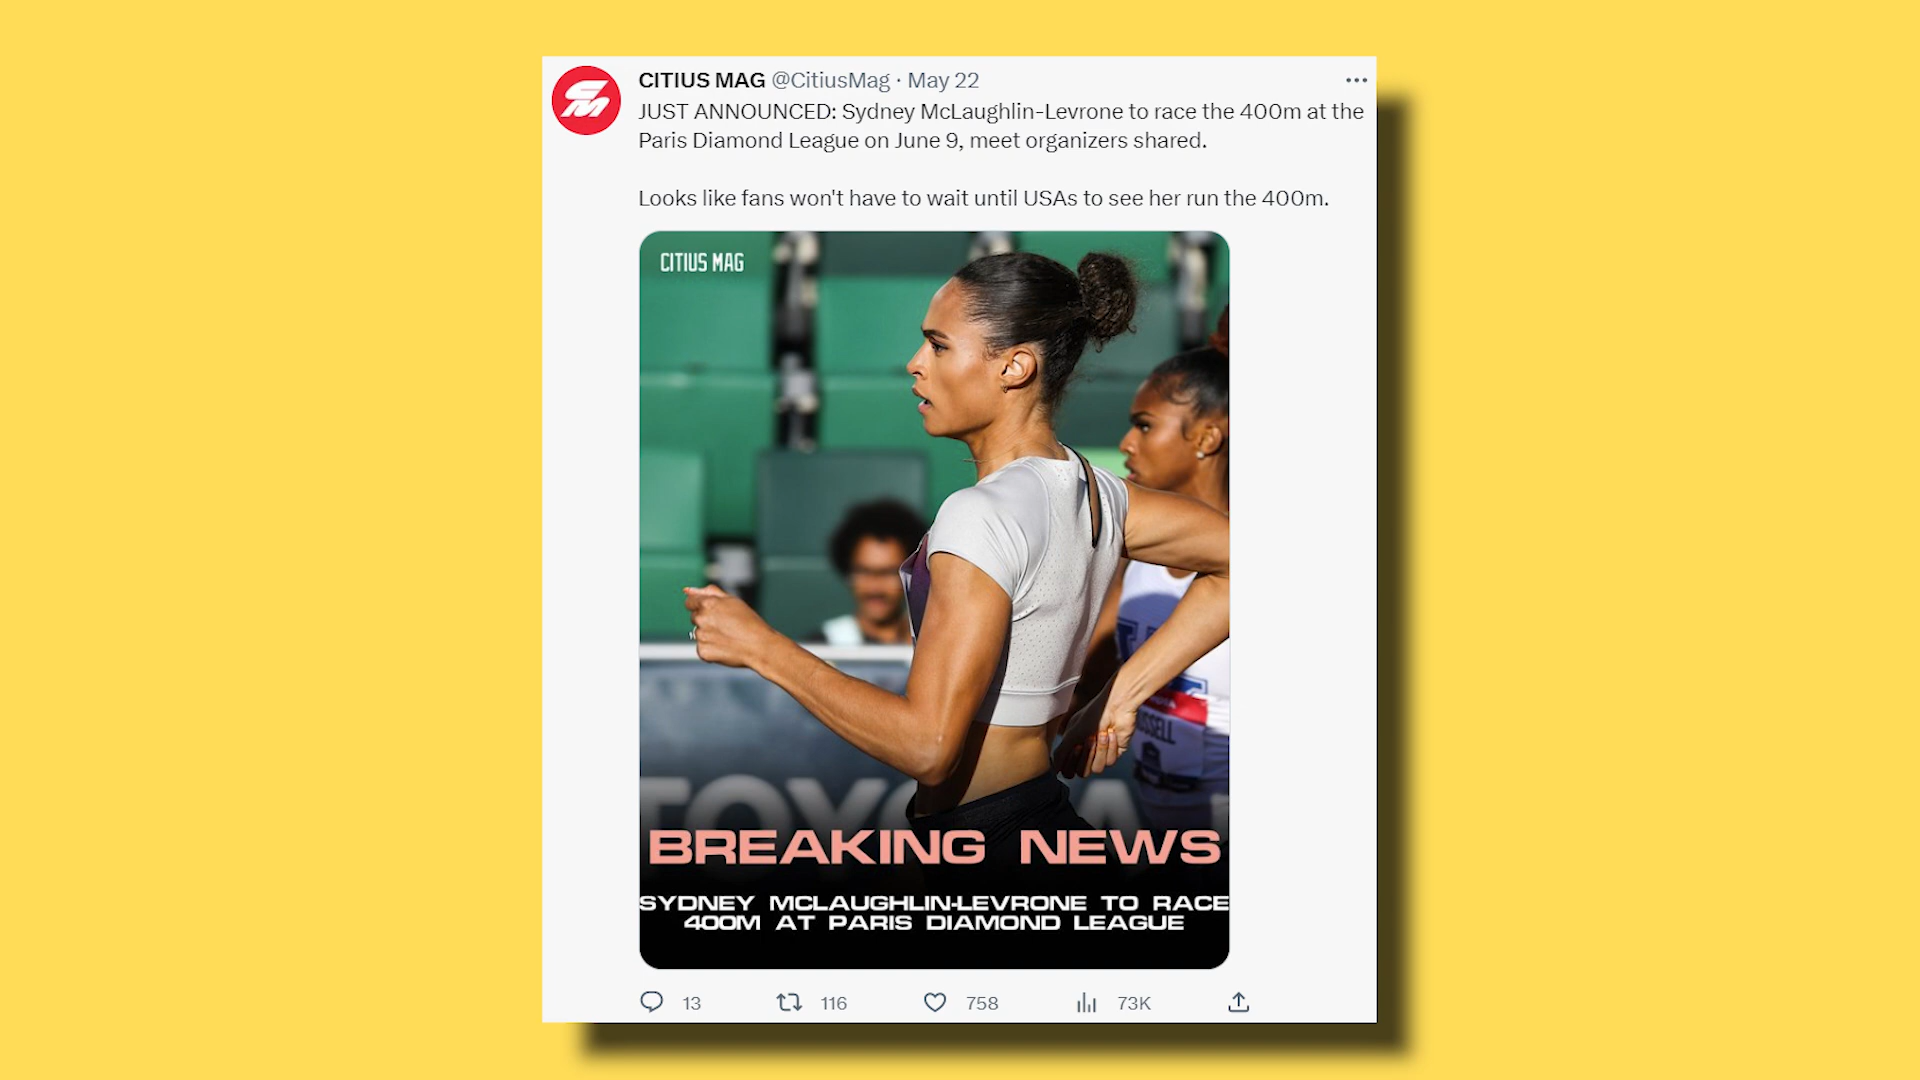 CITIUS MAG @CitiusMag · May 22
JUST ANNOUNCED: Sydney McLaughlin-Levrone to race the 400m at the
Paris Diamond League on June 9, meet organizers shared.
Looks like fans won't have to wait until USAs to see her run the 400m.
CITIUS MAG
TOYOTA
BREAKING NEWS
SYDNEY MCLAUGHLIN-LEVRONE TO RACE
400M AT PARIS DIAMOND LEAGUE
13 116 758 73K